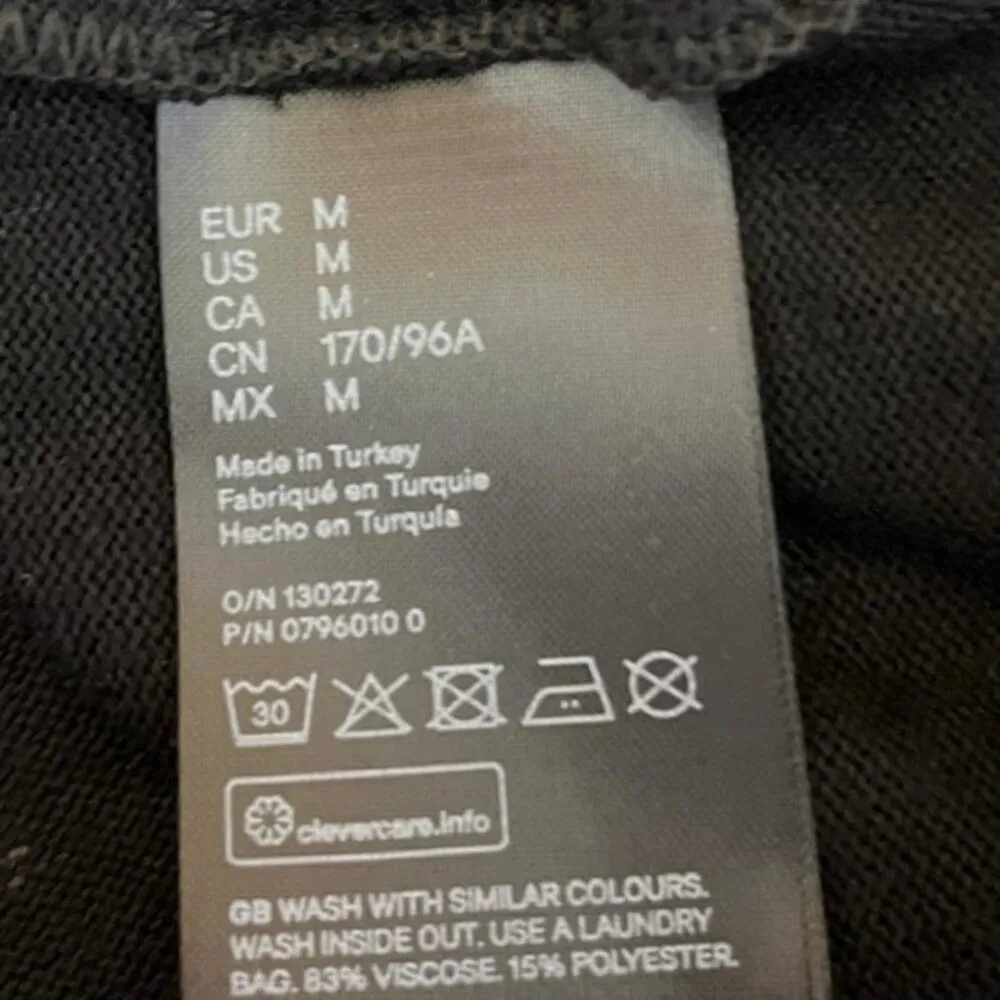 EUR M
US M
CA M
CN 170/96A
MX M
Made in Turkey
Fabriqué en Turquie
Hecho en Turquía
O/N 130272
P/N 0796010 0
30
clevercare.info
GB WASH WITH SIMILAR COLOURS.
WASH INSIDE OUT. USE A LAUNDRY
BAG. 83% VISCOSE. 15% POLYESTER.